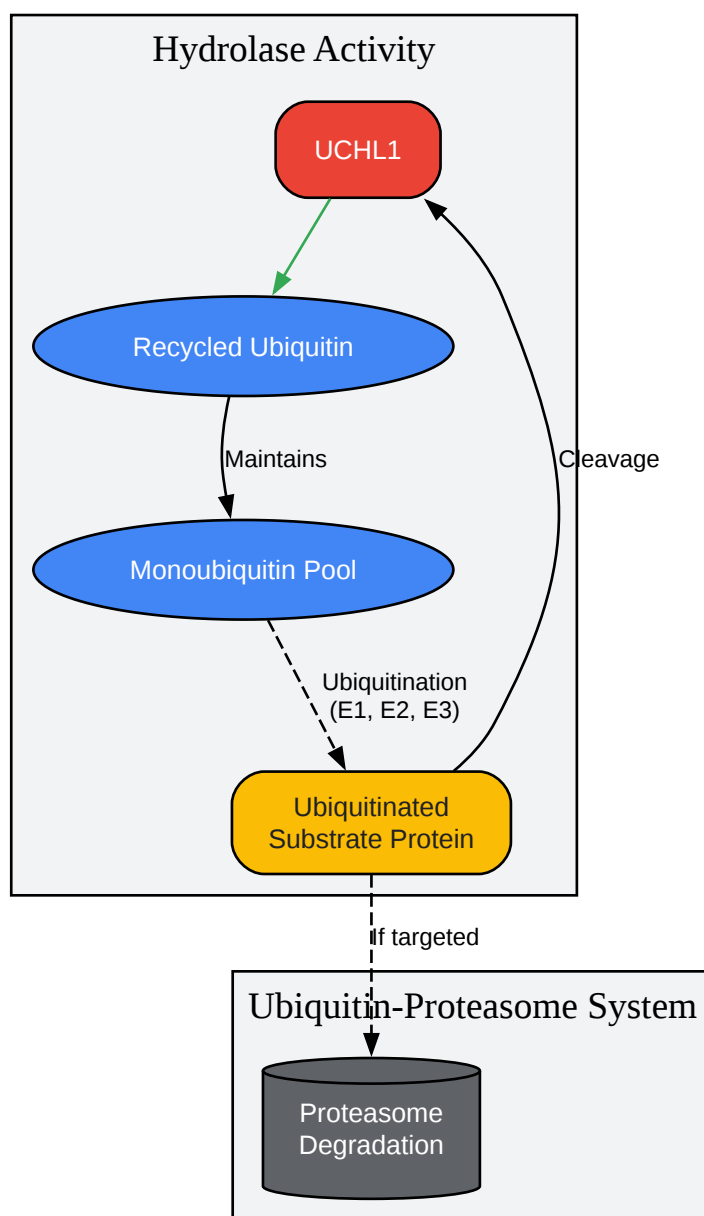 Hydrolase Activity
UCHL1
Recycled Ubiquitin
Maintains
Cleavage
Monoubiquitin Pool
Ubiquitination
(E1, E2, E3)
Ubiquitinated
Substrate Protein
If targeted
Ubiquitin-Proteasome System
Proteasome
Degradation